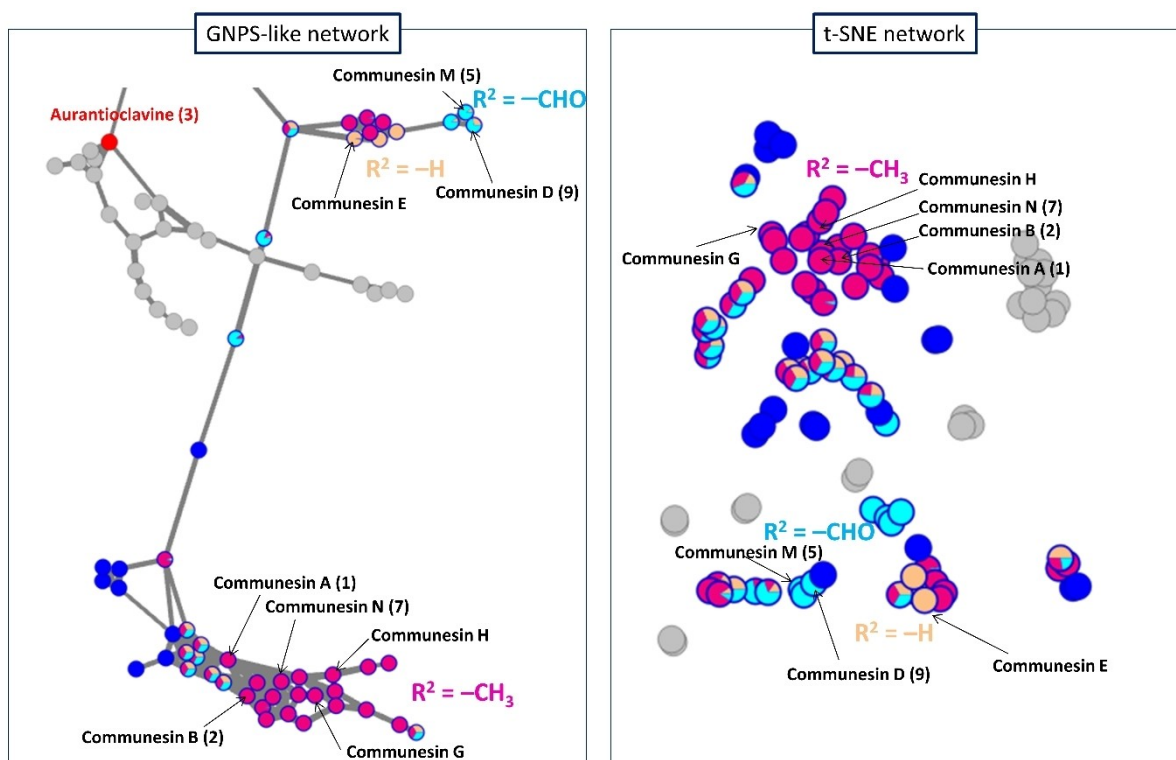 GNPS-like network
Communesin M (5)
R² = –CHO
Aurantioclavine (3)
R² = –H
Communesin E
Communesin D (9)
Communesin A (1)
Communesin N (7)
Communesin H
R² = –CH₃
Communesin B (2)
Communesin G
t-SNE network
R² = –CH₃
Communesin H
Communesin N (7)
Communesin B (2)
Communesin G
Communesin A (1)
R² = –CHO
Communesin M (5)
R² = –H
Communesin D (9)
Communesin E